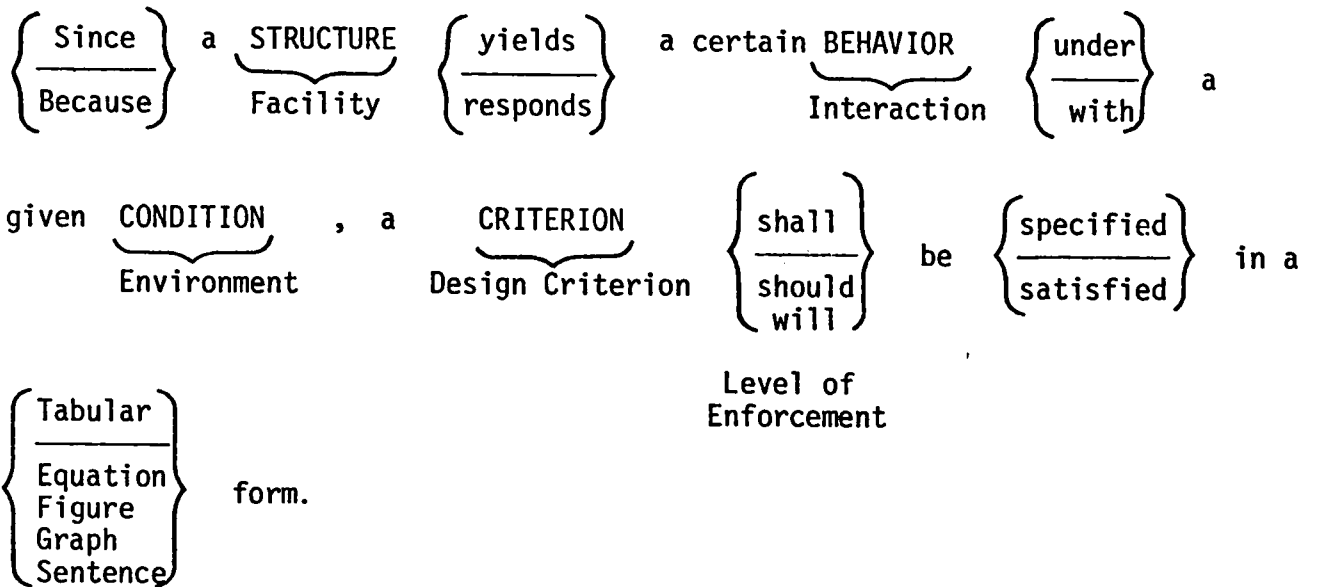 Since a STRUCTURE yields a certain BEHAVIOR under a
Because Facility responds Interaction with
given CONDITION , a CRITERION shall be specified in a
Environment Design Criterion should satisfied
will
Level of
Enforcement
Tabular
Equation
Figure form.
Graph
Sentence